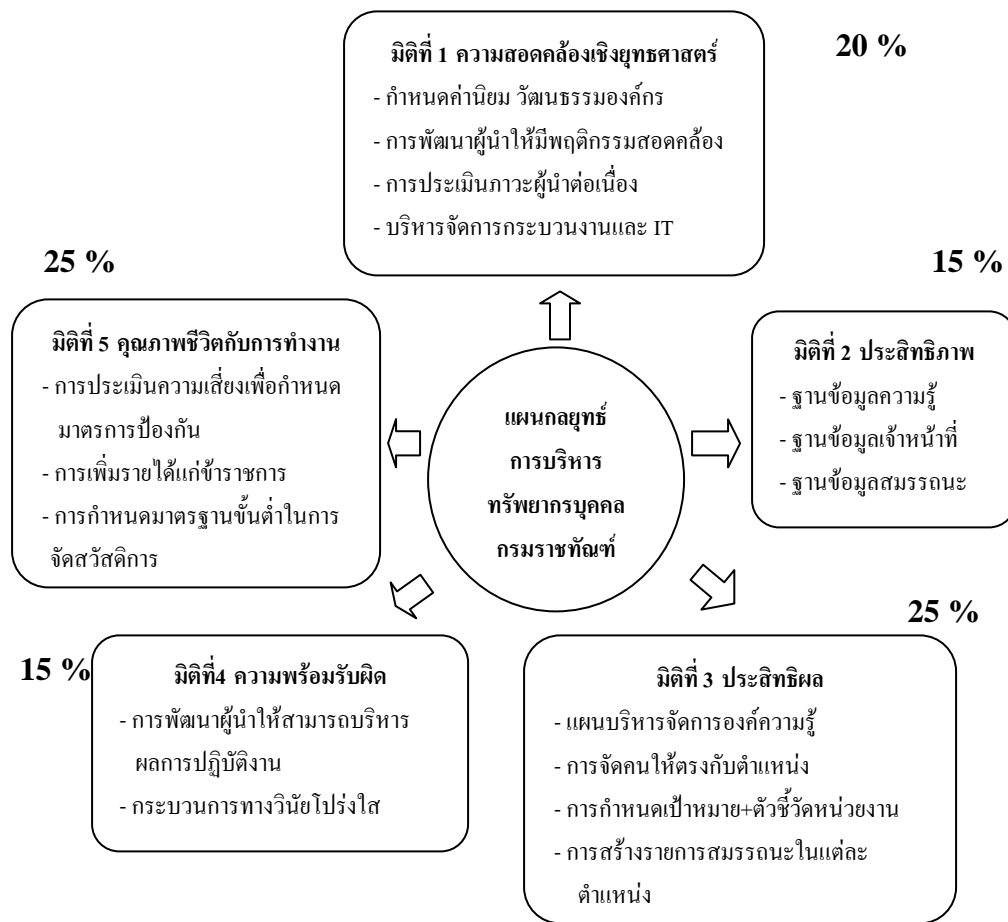 มิติที่ 1 ความสอดคล้องเชิงยุทธศาสตร์
- กำหนดค่านิยม วัฒนธรรมองค์กร
- การพัฒนาผู้นำให้มีพฤติกรรมสอดคล้อง
- การประเมินภาวะผู้นำต่อเนื่อง
- บริหารจัดการกระบวนงานและ IT
20 %
25 %
มิติที่ 5 คุณภาพชีวิตกับการทำงาน
- การประเมินความเสี่ยงเพื่อกำหนด
มาตรการป้องกัน
- การเพิ่มรายได้แก่ข้าราชการ
- การกำหนดมาตรฐานขั้นต่ำในการ
จัดสวัสดิการ
แผนกลยุทธ์
การบริหาร
ทรัพยากรบุคคล
กรมราชทัณฑ์
15 %
มิติที่ 2 ประสิทธิภาพ
- ฐานข้อมูลความรู้
- ฐานข้อมูลเจ้าหน้าที่
- ฐานข้อมูลสมรรถนะ
15 %
มิติที่4 ความพร้อมรับผิด
- การพัฒนาผู้นำให้สามารถบริหาร
ผลการปฏิบัติงาน
- กระบวนการทางวินัยโปร่งใส
25 %
มิติที่ 3 ประสิทธิผล
- แผนบริหารจัดการองค์ความรู้
- การจัดคนให้ตรงกับตำแหน่ง
- การกำหนดเป้าหมาย+ตัวชี้วัดหน่วยงาน
- การสร้างรายการสมรรถนะในแต่ละ
ตำแหน่ง